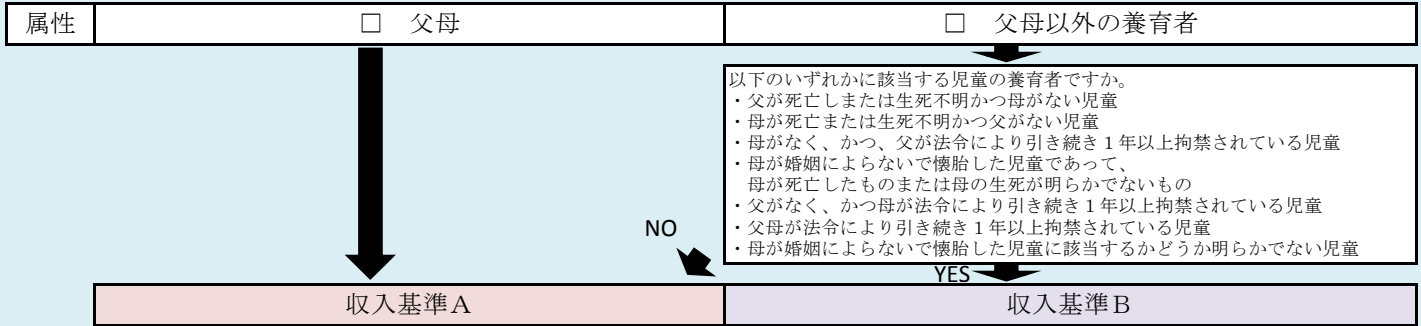 属性
□ 父母
□ 父母以外の養育者
以下のいずれかに該当する児童の養育者ですか。
・父が死亡しまたは生死不明かつ母がない児童
・母が死亡または生死不明かつ父がない児童
・母がなく、かつ、父が法令により引き続き１年以上拘禁されている児童
・母が婚姻によらないで懐胎した児童であって、
母が死亡したものまたは母の生死が明らかでないもの
・父がなく、かつ母が法令により引き続き１年以上拘禁されている児童
・父母が法令により引き続き１年以上拘禁されている児童
・母が婚姻によらないで懐胎した児童に該当するかどうか明らかでない児童
NO
YES
収入基準Ａ
収入基準Ｂ